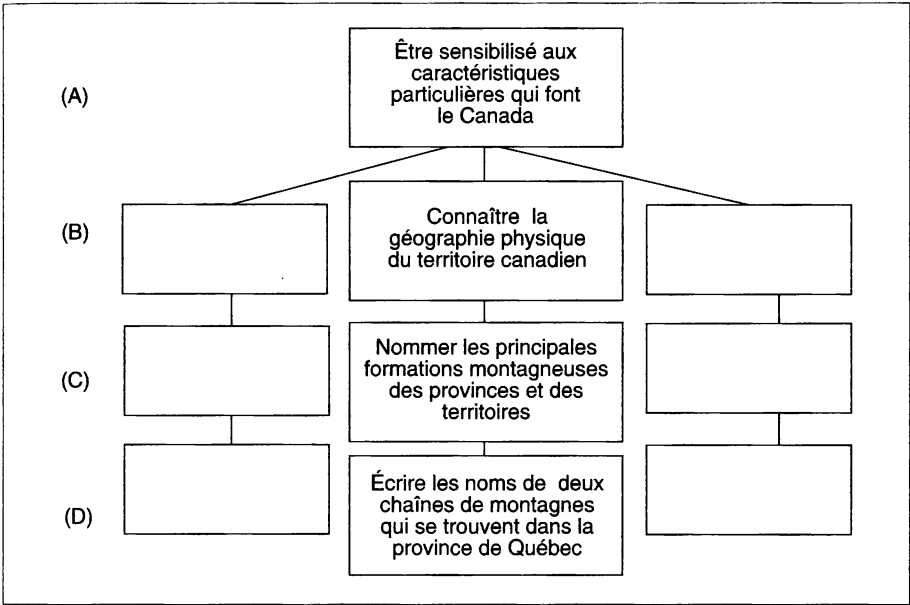 (A)
Être sensibilisé aux
caractéristiques
particulières qui font
le Canada
(B)
Connaître la
géographie physique
du territoire canadien
(C)
Nommer les principales
formations montagneuses
des provinces et des
territoires
(D)
Écrire les noms de deux
chaînes de montagnes
qui se trouvent dans la
province de Québec